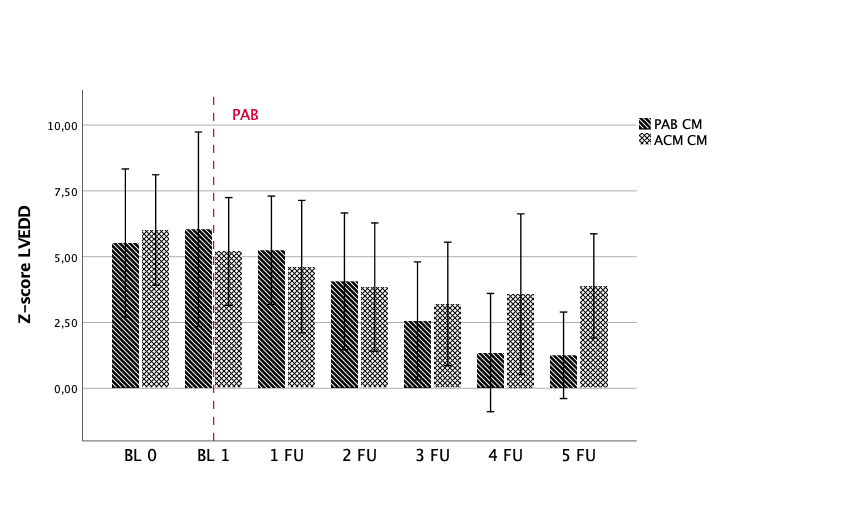 PAB
10,00
7,50
5,00
2,50
0,00
Z-score LVEDD
PAB CM
ACM CM
BL 0 BL 1 1 FU 2 FU 3 FU 4 FU 5 FU